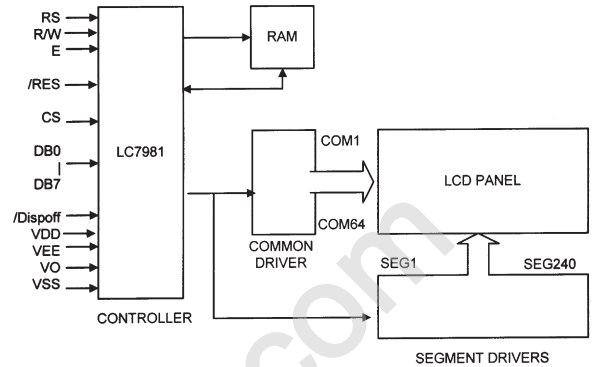 RS
R/W
E
/RES
CS
DB0
|
DB7
/Dispoff
VDD
VEE
VO
VSS
LC7981
CONTROLLER
RAM
COM1
COM64
COMMON
DRIVER
LCD PANEL
SEG1
SEG240
SEGMENT DRIVERS
.com